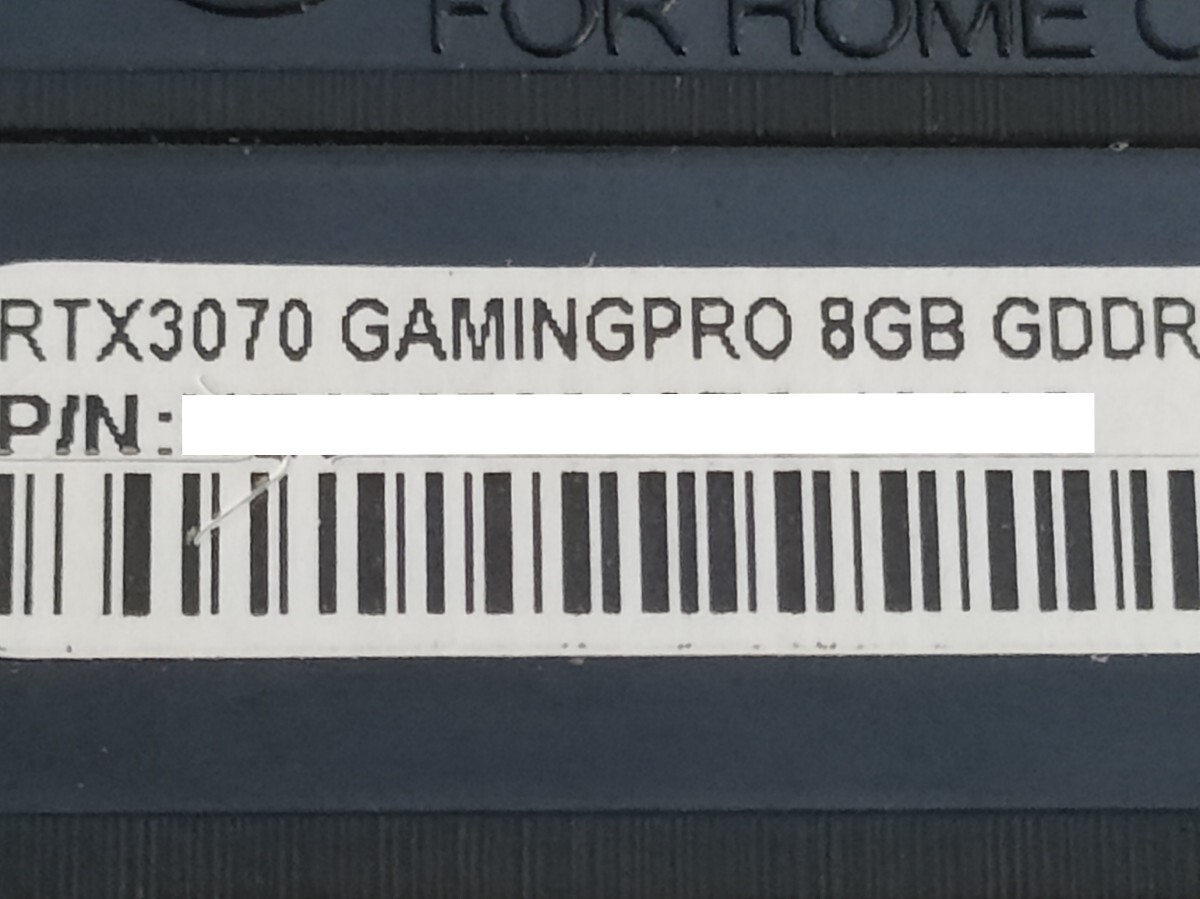 FOR HOME
RTX3070 GAMINGPRO 8GB GDDR
P/N: